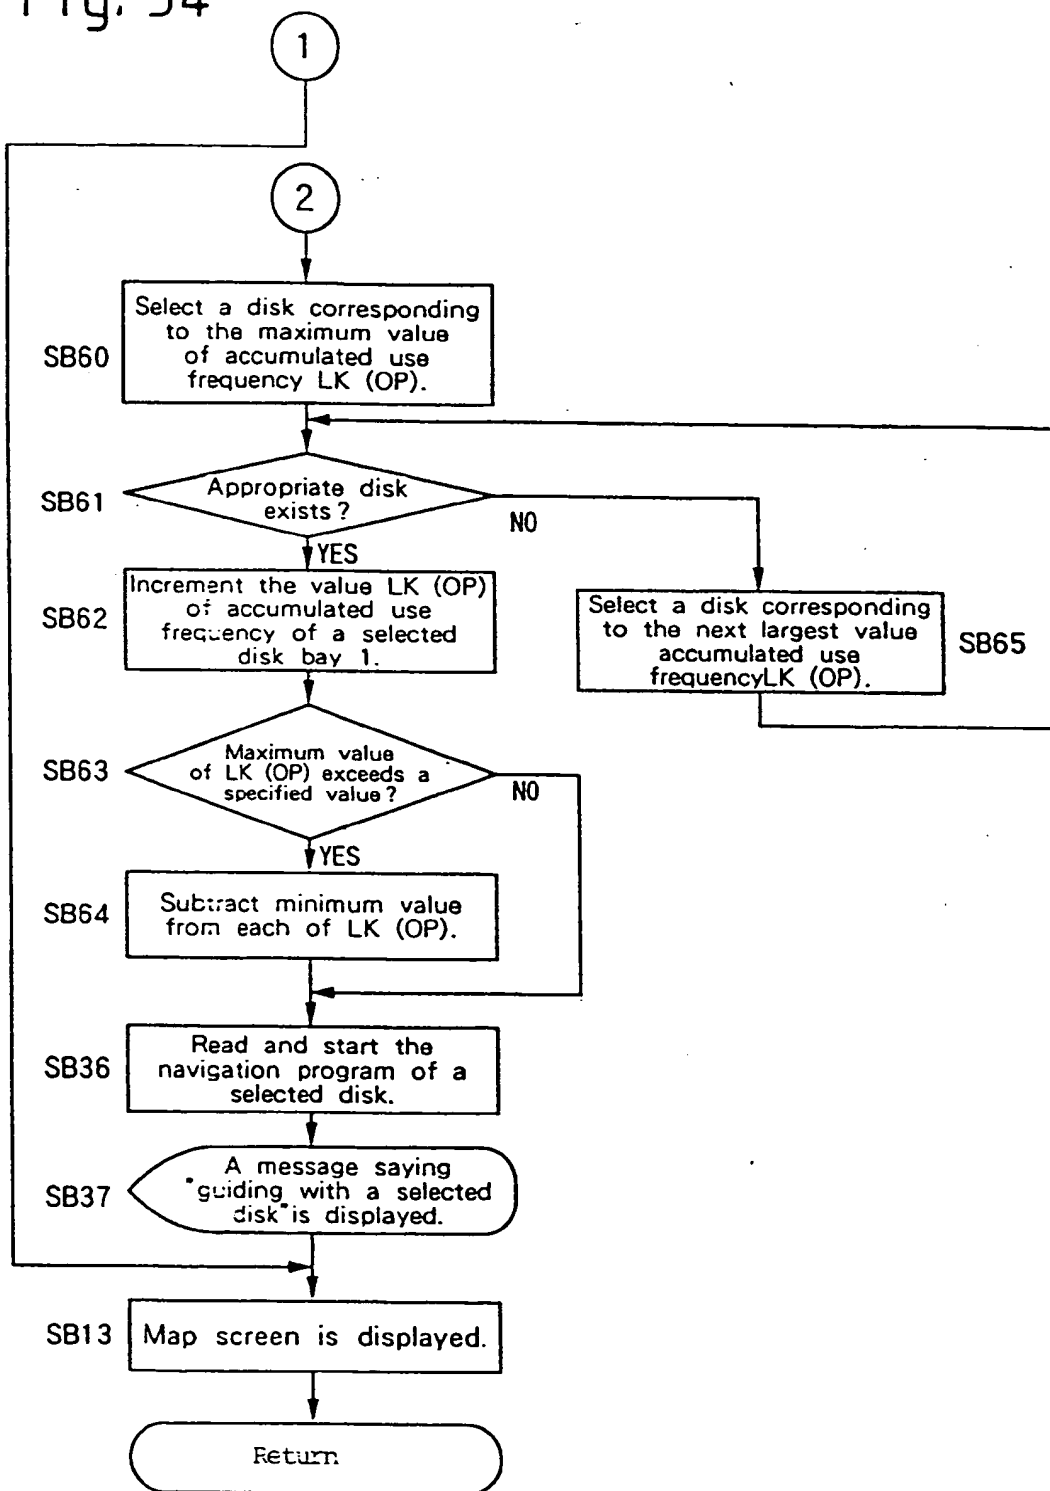 Fig. 34
1
2
SB60
Select a disk corresponding
to the maximum value
of accumulated use
frequency LK (OP).
SB61
Appropriate disk
exists?
NO
YES
SB62
Increment the value LK (OP)
of accumulated use
frequency of a selected
disk bay 1.
Select a disk corresponding
to the next largest value
accumulated use
frequencyLK (OP).
SB65
SB63
Maximum value
of LK (OP) exceeds a
specified value?
NO
YES
SB64
Subtract minimum value
from each of LK (OP).
SB36
Read and start the
navigation program of a
selected disk.
SB37
A message saying
"guiding with a selected
disk" is displayed.
SB13
Map screen is displayed.
Return